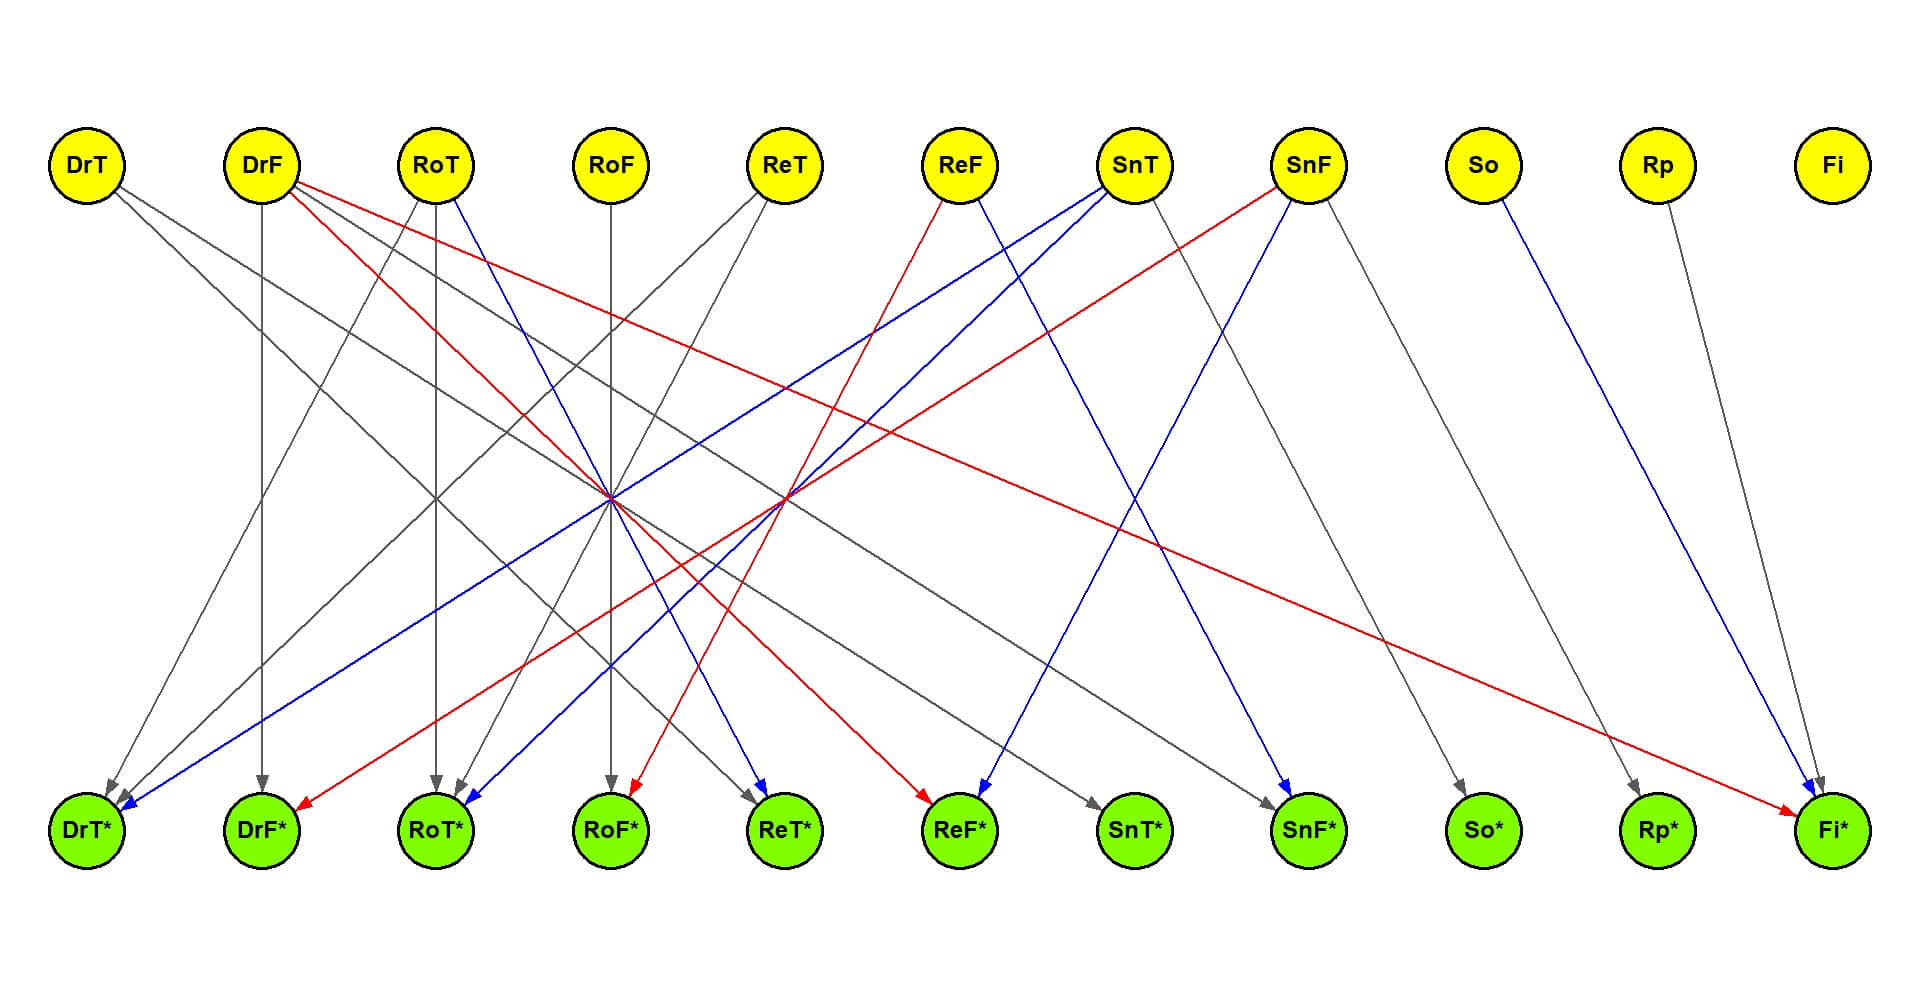 DrT DrF RoT RoF ReT ReF SnT SnF So Rp Fi
DrT* DrF* RoT* RoF* ReT* ReF* SnT* SnF* So* Rp* Fi*